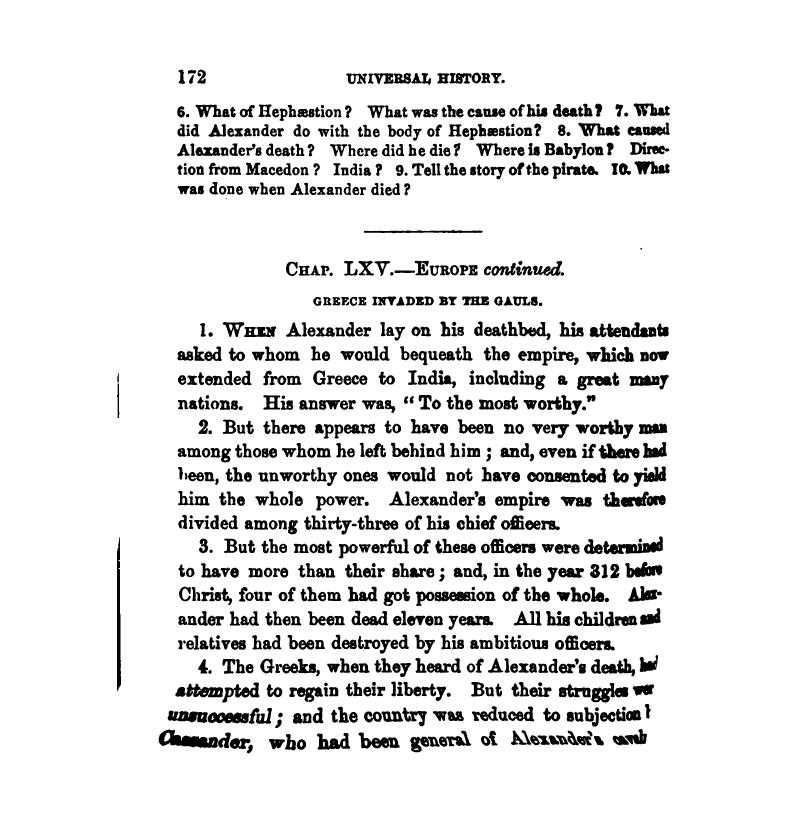 172 UNIVERSAL HISTORY.
6. What of Hephæstion? What was the cause of his death? 7. What
did Alexander do with the body of Hephæstion? 8. What caused
Alexander's death? Where did he die? Where is Babylon? Direc-
tion from Macedon? India? 9. Tell the story of the pirate. 10. What
was done when Alexander died?
CHAP. LXV.—EUROPE continued.
GREECE INVADED BY THE GAULS.
1. WHEN Alexander lay on his deathbed, his attendants
asked to whom he would bequeath the empire, which now
extended from Greece to India, including a great many
nations. His answer was, "To the most worthy."
2. But there appears to have been no very worthy man
among those whom he left behind him; and, even if there had
been, the unworthy ones would not have consented to yield
him the whole power. Alexander's empire was therefore
divided among thirty-three of his chief officers.
3. But the most powerful of these officers were determined
to have more than their share; and, in the year 312 before
Christ, four of them had got possession of the whole. Alex-
ander had then been dead eleven years. All his children and
relatives had been destroyed by his ambitious officers.
4. The Greeks, when they heard of Alexander's death, had
attempted to regain their liberty. But their struggles wer
unsuccessful; and the country was reduced to subjection
Cassander, who had been general of Alexander's